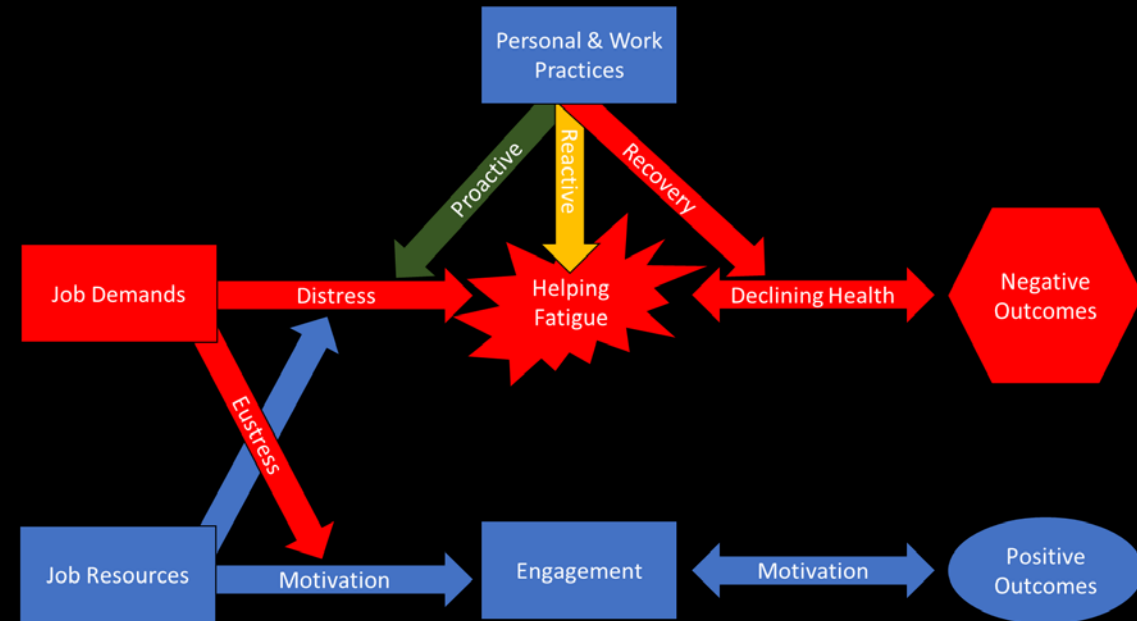 Personal & Work
Practices
Proactive
Reactive
Recovery
Job Demands
Distress
Helping
Fatigue
Declining Health
Negative
Outcomes
Eustress
Job Resources
Motivation
Engagement
Motivation
Positive
Outcomes